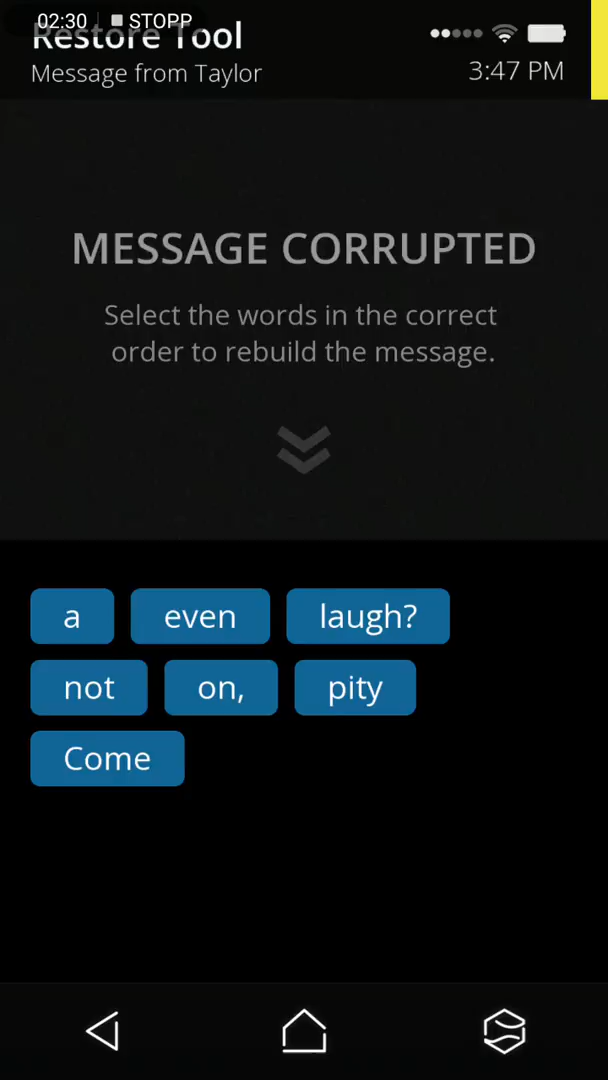 02:30 STOPP
Restore Tool
Message from Taylor
3:47 PM
MESSAGE CORRUPTED
Select the words in the correct
order to rebuild the message.
a even laugh?
not on, pity
Come